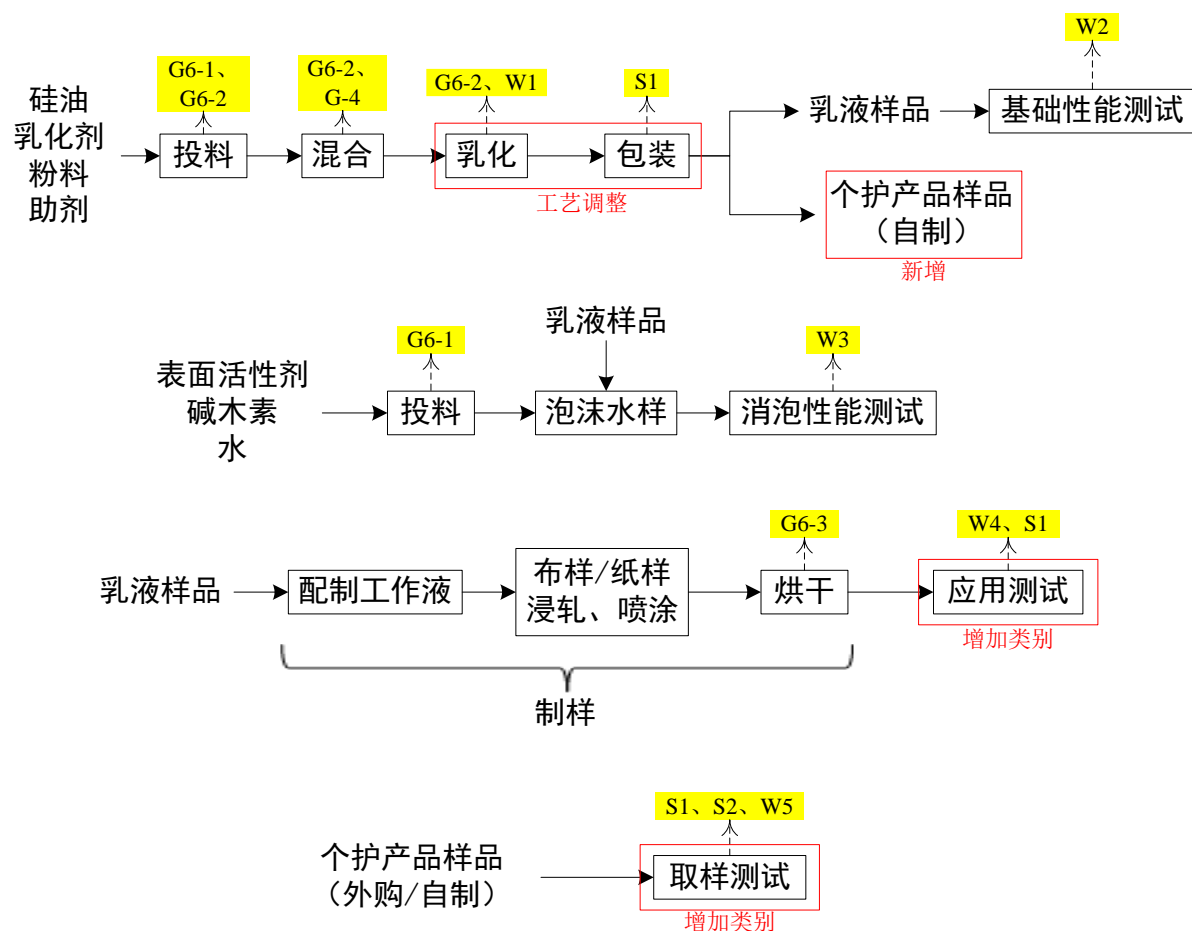 G6-1、
G6-2
G6-2、
G-4
G6-2、W1
S1
W2
硅油
乳化剂
粉料
助剂
投料
混合
乳化
包装
工艺调整
乳液样品
基础性能测试
个护产品样品
（自制）
新增
G6-1
乳液样品
W3
表面活性剂
碱木素
水
投料
泡沫水样
消泡性能测试
G6-3
W4、S1
乳液样品
配制工作液
布样/纸样
浸轧、喷涂
烘干
应用测试
增加类别
制样
S1、S2、W5
个护产品样品
（外购/自制）
取样测试
增加类别